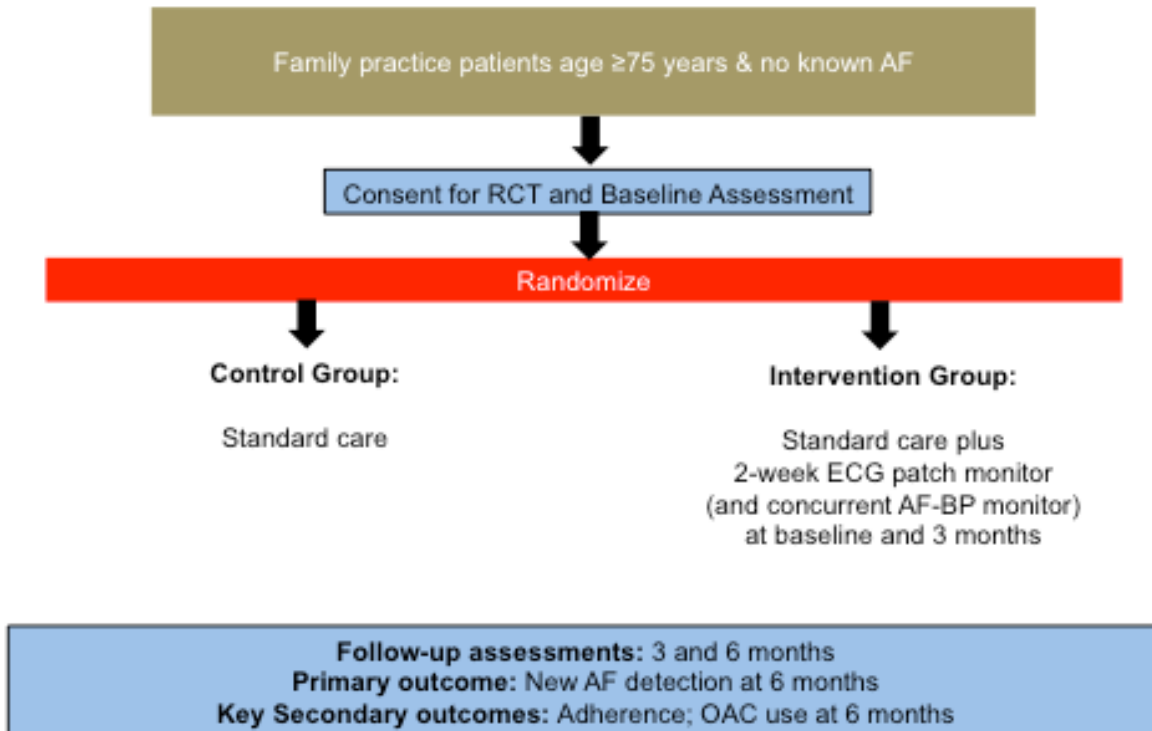 Family practice patients age ≥75 years & no known AF
Consent for RCT and Baseline Assessment
Randomize
Control Group:
Standard care
Intervention Group:
Standard care plus
2-week ECG patch monitor
(and concurrent AF-BP monitor)
at baseline and 3 months
Follow-up assessments: 3 and 6 months
Primary outcome: New AF detection at 6 months
Key Secondary outcomes: Adherence; OAC use at 6 months